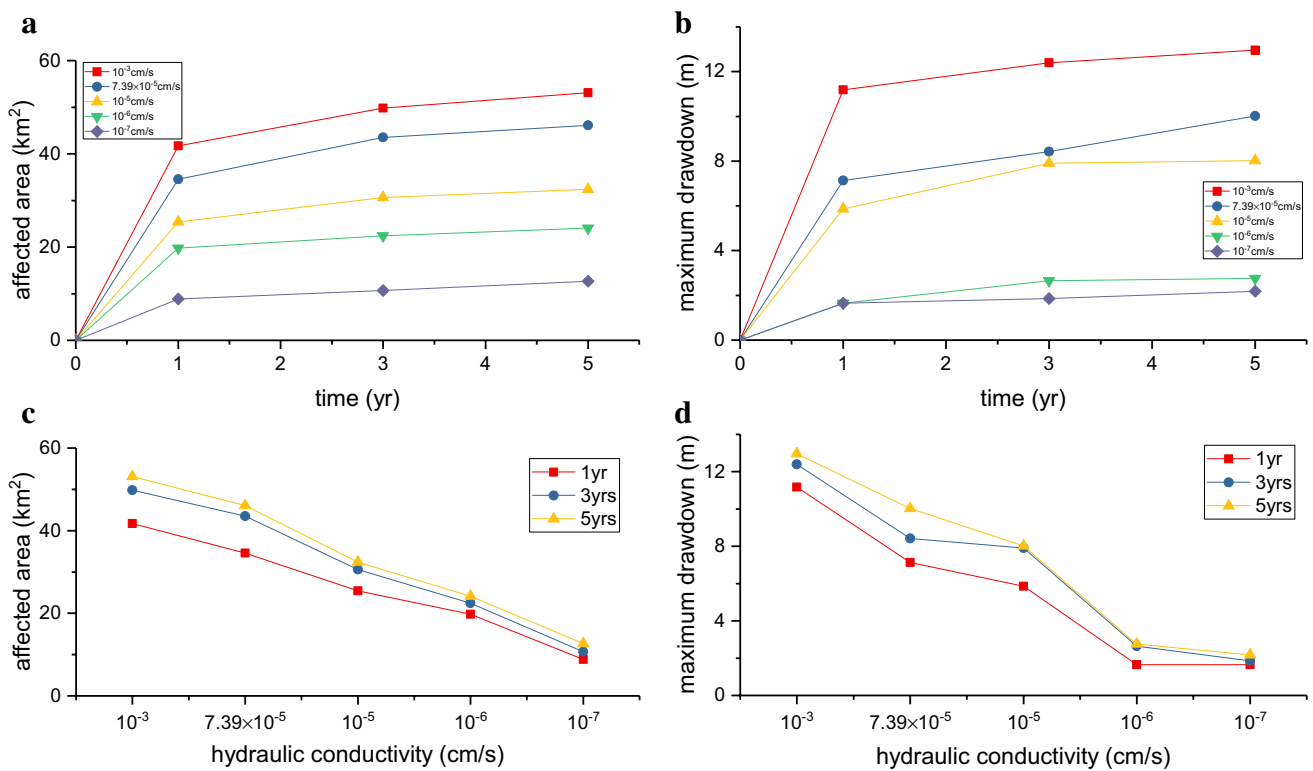 a
affected area (km²)
60
40
20
0
10⁻³cm/s
7.39×10⁻⁵cm/s
10⁻⁵cm/s
10⁻⁶cm/s
10⁻⁷cm/s
0 1 2 3 4 5
time (yr)
b
maximum drawdown (m)
12
8
4
0
10⁻³cm/s
7.39×10⁻⁵cm/s
10⁻⁵cm/s
10⁻⁶cm/s
10⁻⁷cm/s
0 1 2 3 4 5
time (yr)
c
affected area (km²)
60
40
20
0
1yr
3yrs
5yrs
10⁻³ 7.39×10⁻⁵ 10⁻⁵ 10⁻⁶ 10⁻⁷
hydraulic conductivity (cm/s)
d
maximum drawdown (m)
12
8
4
0
1yr
3yrs
5yrs
10⁻³ 7.39×10⁻⁵ 10⁻⁵ 10⁻⁶ 10⁻⁷
hydraulic conductivity (cm/s)